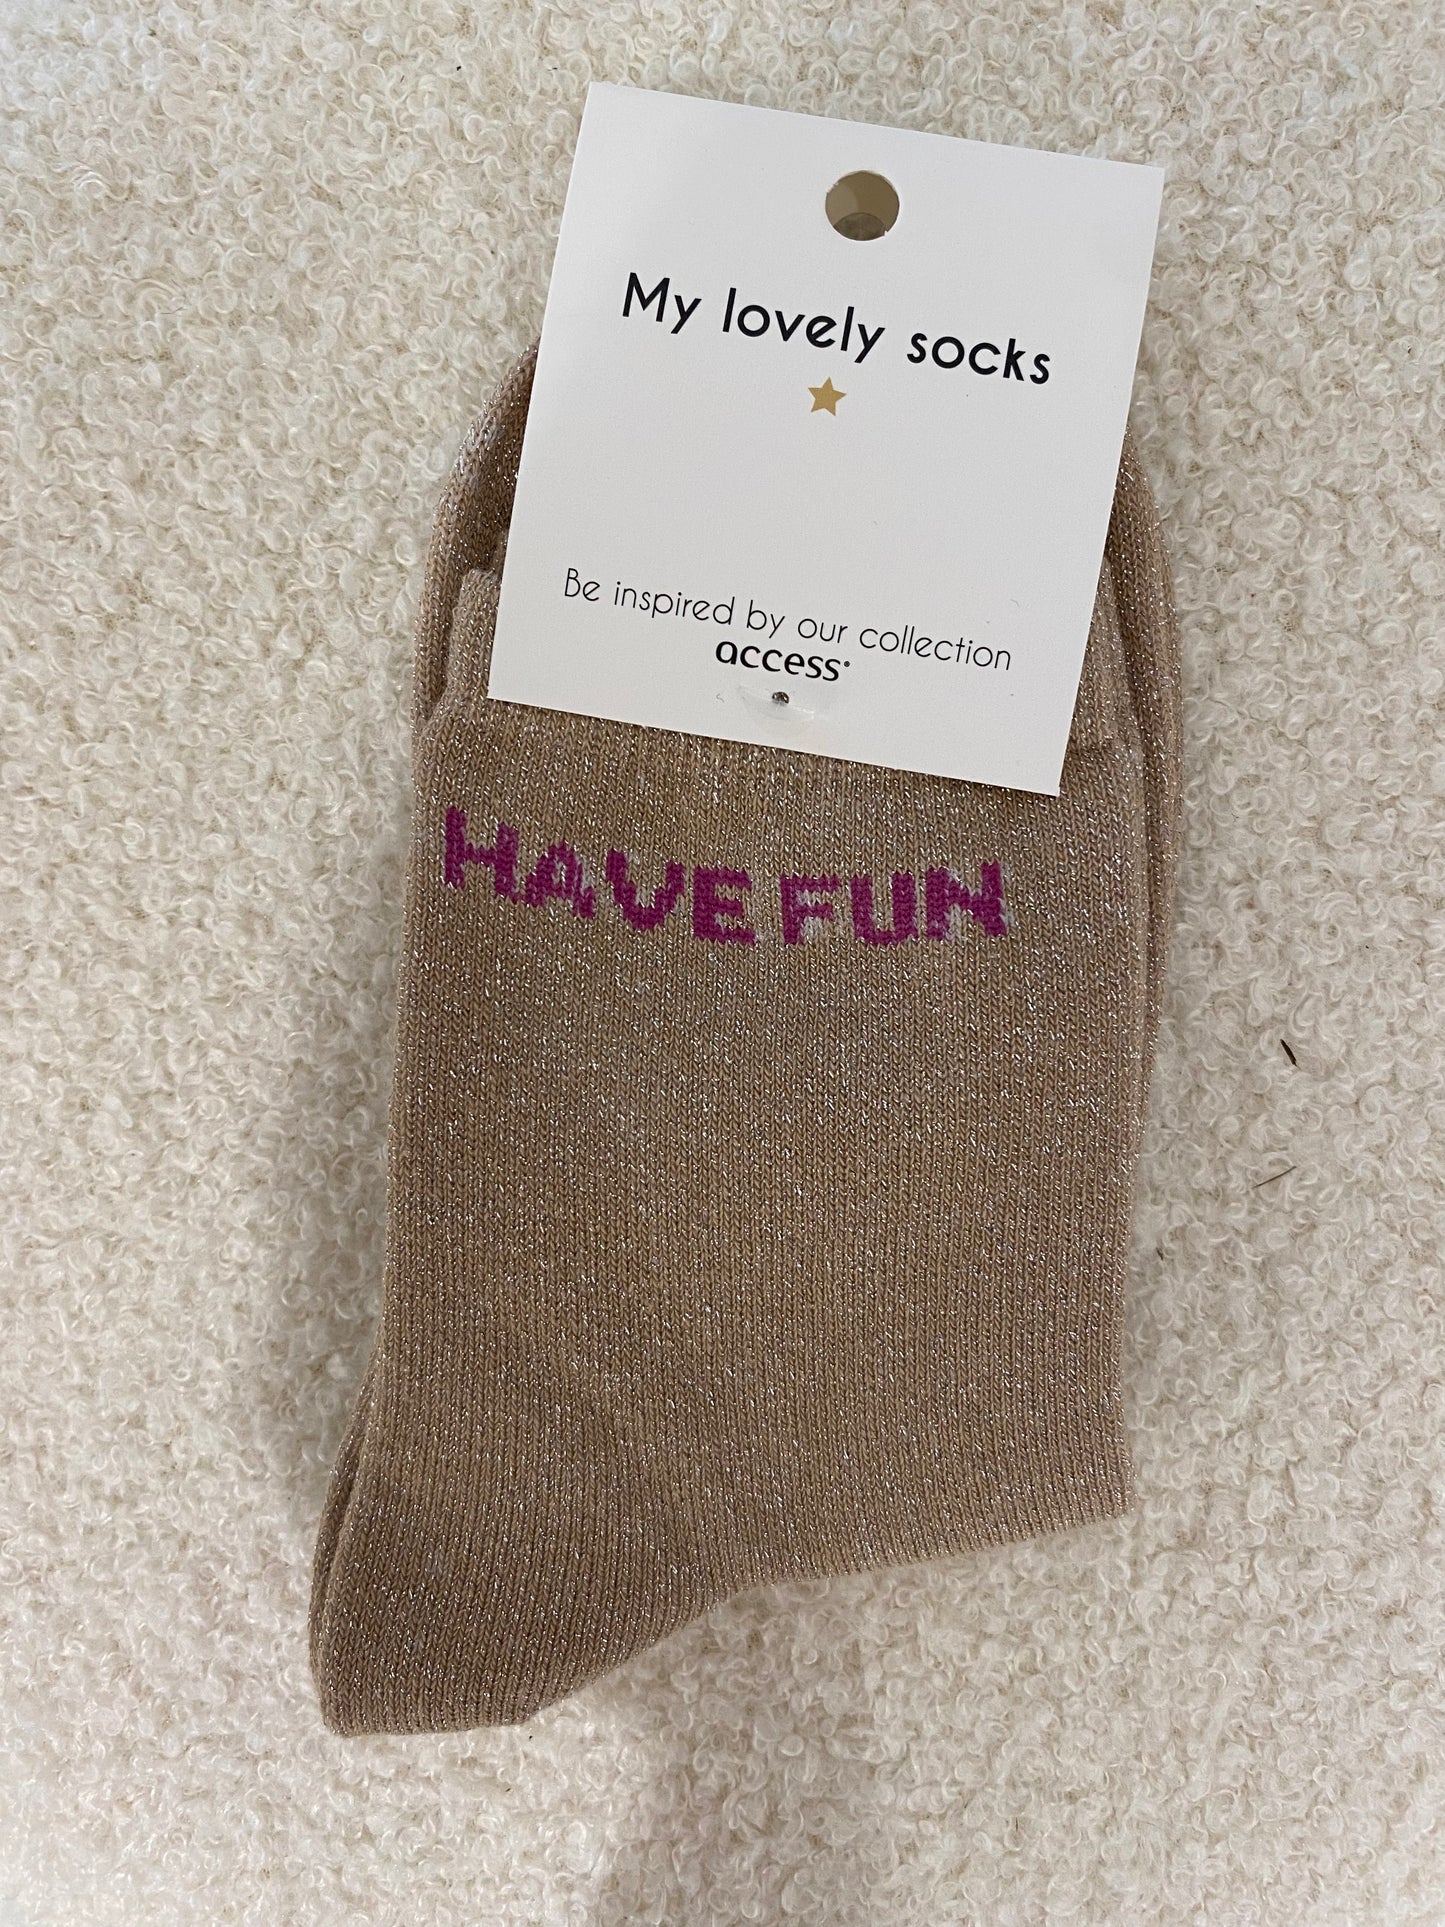 My lovely socks
Be inspired by our collection
access®
HAVE FUN